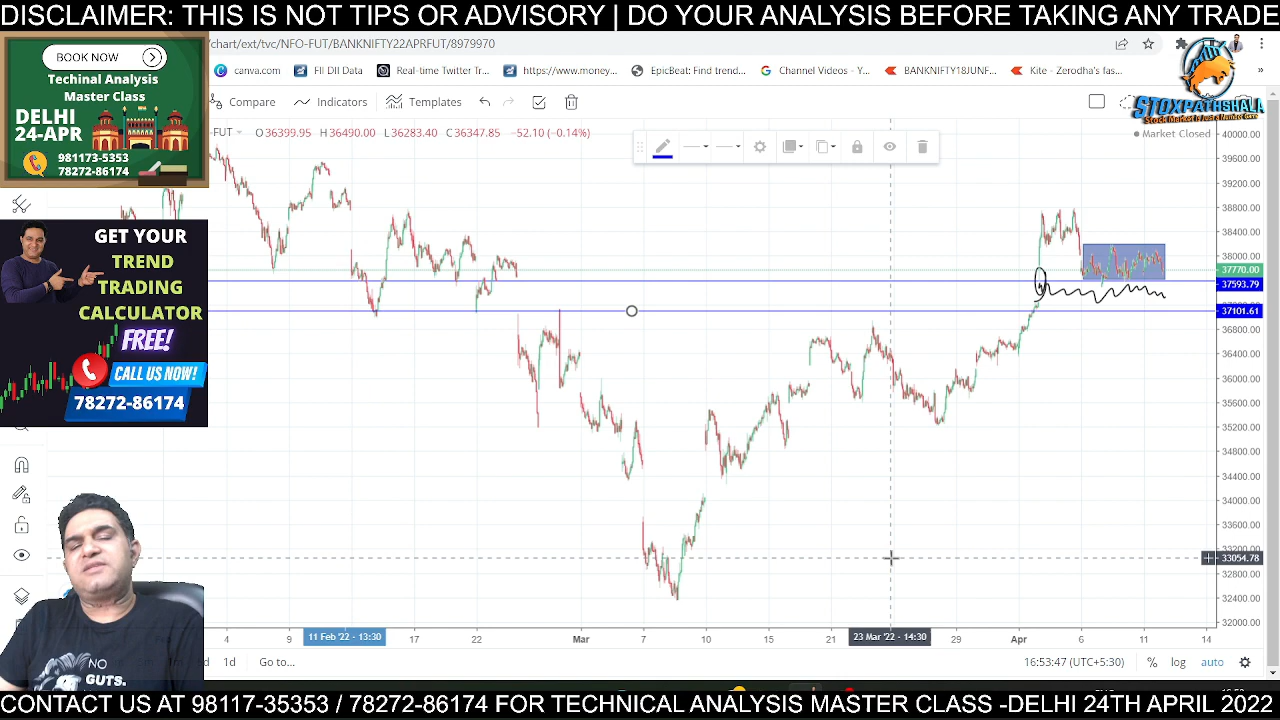 DISCLAIMER: THIS IS NOT TIPS OR ADVISORY | DO YOUR ANALYSIS BEFORE TAKING ANY TRADE
BOOK NOW
Techinal Analysis
Master Class
DELHI
24-APR
981173-5353
78272-86174
/chart/ext/tvc/NFO-FUT/BANKNIFTY22APRFUT/8979970
canva.com
FII DII Data
Real-time Twitter Tr...
https://www.money...
EpicBeat: Find trend...
Channel Videos - Y...
BANKNIFTY18JUNF...
Kite - Zerodha's fas...
»
STOXPATHSHALA
Compare
Indicators
Templates
FUT
O36399.95 H36490.00 L36283.40 C36347.85 −52.10 (−0.14%)
Market Closed
GET YOUR
TREND
TRADING
CALCULATOR
FREE!
CALL US NOW!
78272-86174
40000.00
39600.00
39200.00
38800.00
38400.00
38000.00
37770.00
37593.79
37101.61
36800.00
36400.00
36000.00
35600.00
35200.00
34800.00
34400.00
34000.00
33600.00
33054.78
32800.00
32400.00
32000.00
4
9
11 Feb '22 - 13:30
17
22
Mar
7
10
15
21
23 Mar '22 - 14:30
29
Apr
6
11
14
1d
Go to...
16:53:47 (UTC+5:30)
%
log
auto
NO
GUTS.
CONTACT US AT 98117-35353 / 78272-86174 FOR TECHNICAL ANALYSIS MASTER CLASS -DELHI 24TH APRIL 2022